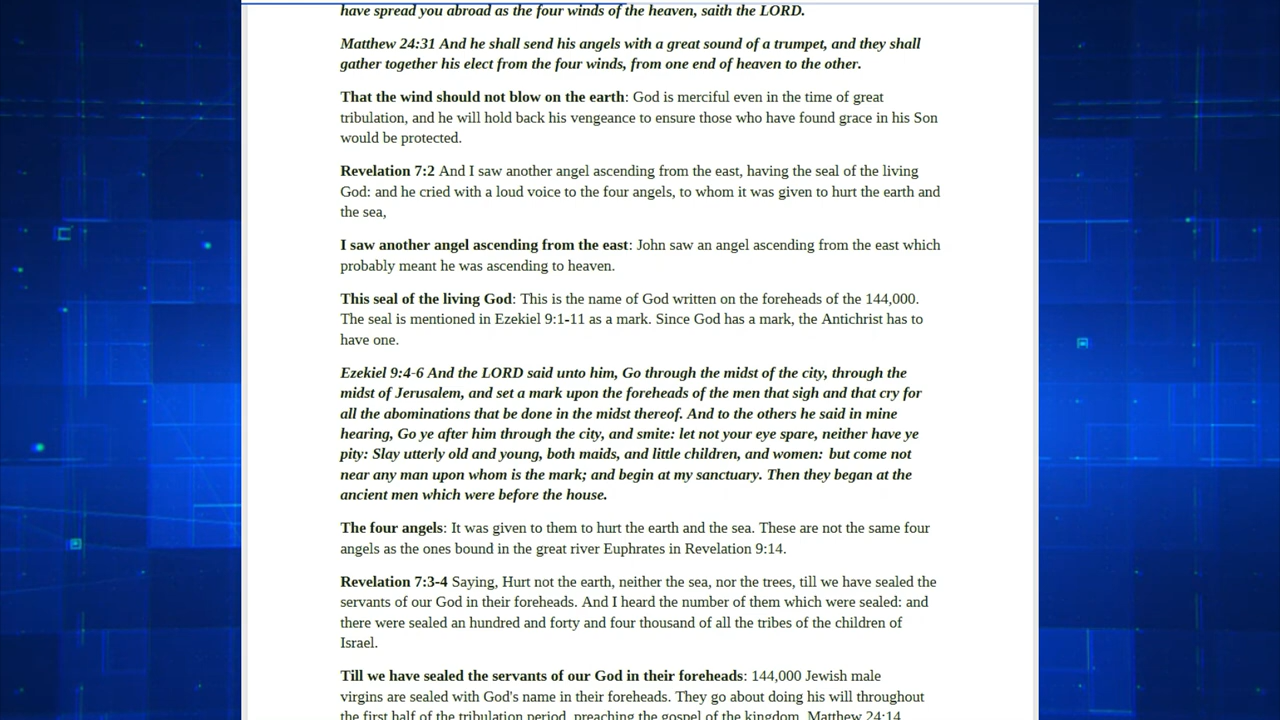 have spread you abroad as the four winds of the heaven, saith the LORD.
Matthew 24:31 And he shall send his angels with a great sound of a trumpet, and they shall
gather together his elect from the four winds, from one end of heaven to the other.
That the wind should not blow on the earth: God is merciful even in the time of great
tribulation, and he will hold back his vengeance to ensure those who have found grace in his Son
would be protected.
Revelation 7:2 And I saw another angel ascending from the east, having the seal of the living
God: and he cried with a loud voice to the four angels, to whom it was given to hurt the earth and
the sea,
I saw another angel ascending from the east: John saw an angel ascending from the east which
probably meant he was ascending to heaven.
This seal of the living God: This is the name of God written on the foreheads of the 144,000.
The seal is mentioned in Ezekiel 9:1-11 as a mark. Since God has a mark, the Antichrist has to
have one.
Ezekiel 9:4-6 And the LORD said unto him, Go through the midst of the city, through the
midst of Jerusalem, and set a mark upon the foreheads of the men that sigh and that cry for
all the abominations that be done in the midst thereof. And to the others he said in mine
hearing, Go ye after him through the city, and smite: let not your eye spare, neither have ye
pity: Slay utterly old and young, both maids, and little children, and women: but come not
near any man upon whom is the mark; and begin at my sanctuary. Then they began at the
ancient men which were before the house.
The four angels: It was given to them to hurt the earth and the sea. These are not the same four
angels as the ones bound in the great river Euphrates in Revelation 9:14.
Revelation 7:3-4 Saying, Hurt not the earth, neither the sea, nor the trees, till we have sealed the
servants of our God in their foreheads. And I heard the number of them which were sealed: and
there were sealed an hundred and forty and four thousand of all the tribes of the children of
Israel.
Till we have sealed the servants of our God in their foreheads: 144,000 Jewish male
virgins are sealed with God's name in their foreheads. They go about doing his will throughout
the first half of the tribulation period, preaching the gospel of the kingdom. Matthew 24:14